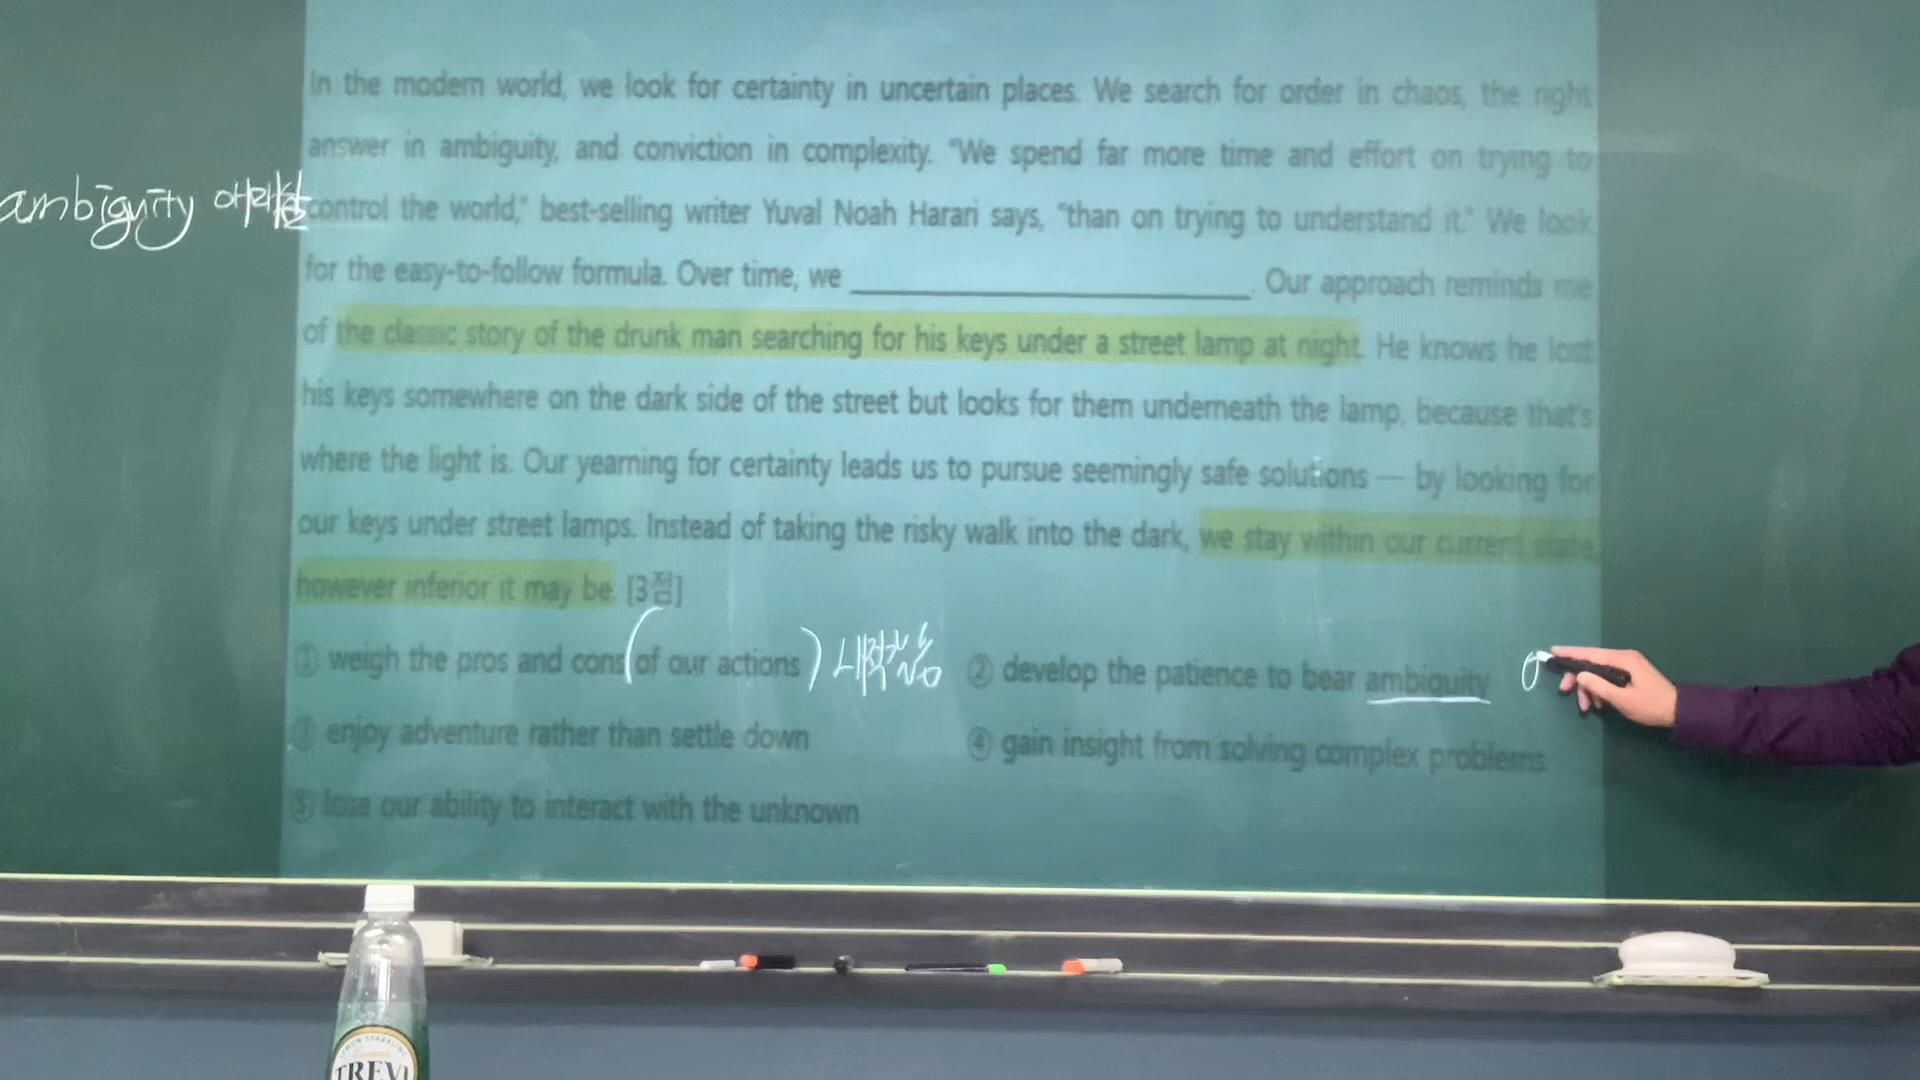 In the modern world, we look for certainty in uncertain places. We search for order in chaos, the right
answer in ambiguity, and conviction in complexity. "We spend far more time and effort on trying to
ambiguity
control the world," best-selling writer Yuval Noah Harari says, "than on trying to understand it." We look
for the easy-to-follow formula. Over time, we ____________________. Our approach reminds me
of the classic story of the drunk man searching for his keys under a street lamp at night. He knows he lost
his keys somewhere on the dark side of the street but looks for them underneath the lamp, because that's
where the light is. Our yearning for certainty leads us to pursue seemingly safe solutions — by looking for
our keys under street lamps. Instead of taking the risky walk into the dark, we stay within our current state,
however inferior it may be. [3점]
① weigh the pros and cons (of our actions)
② develop the patience to bear ambiguity
③ enjoy adventure rather than settle down
④ gain insight from solving complex problems
⑤ lose our ability to interact with the unknown
LEMON SPARKLING
TREVI